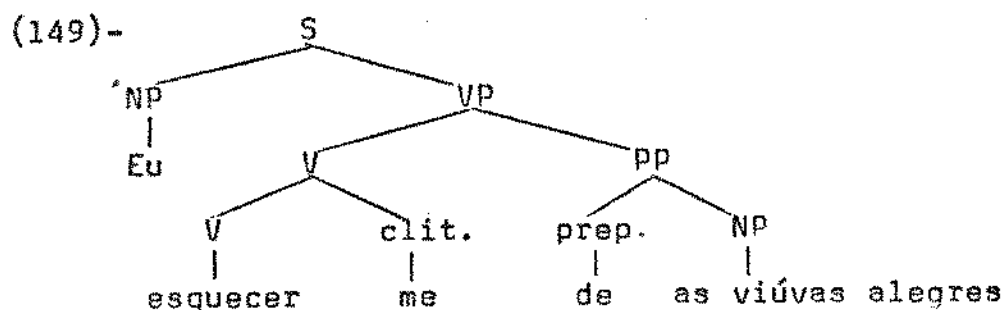 (149)- S
NP VP
Eu V pp
V clit. prep. NP
esquecer me de as viúvas alegres